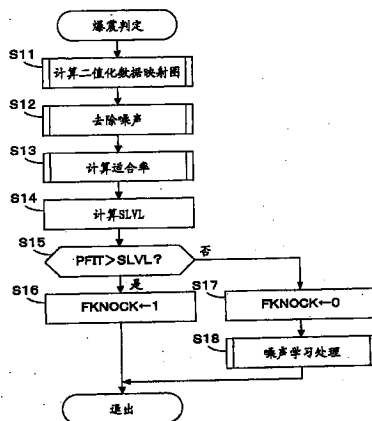 爆震判定
S11
计算二值化数据映射图
S12
去除噪声
S13
计算适合率
S14
计算SLVL
S15
PFIT>SLVL?
否
是
S16
FKNOCK←1
S17
FKNOCK←0
S18
噪声学习处理
退出